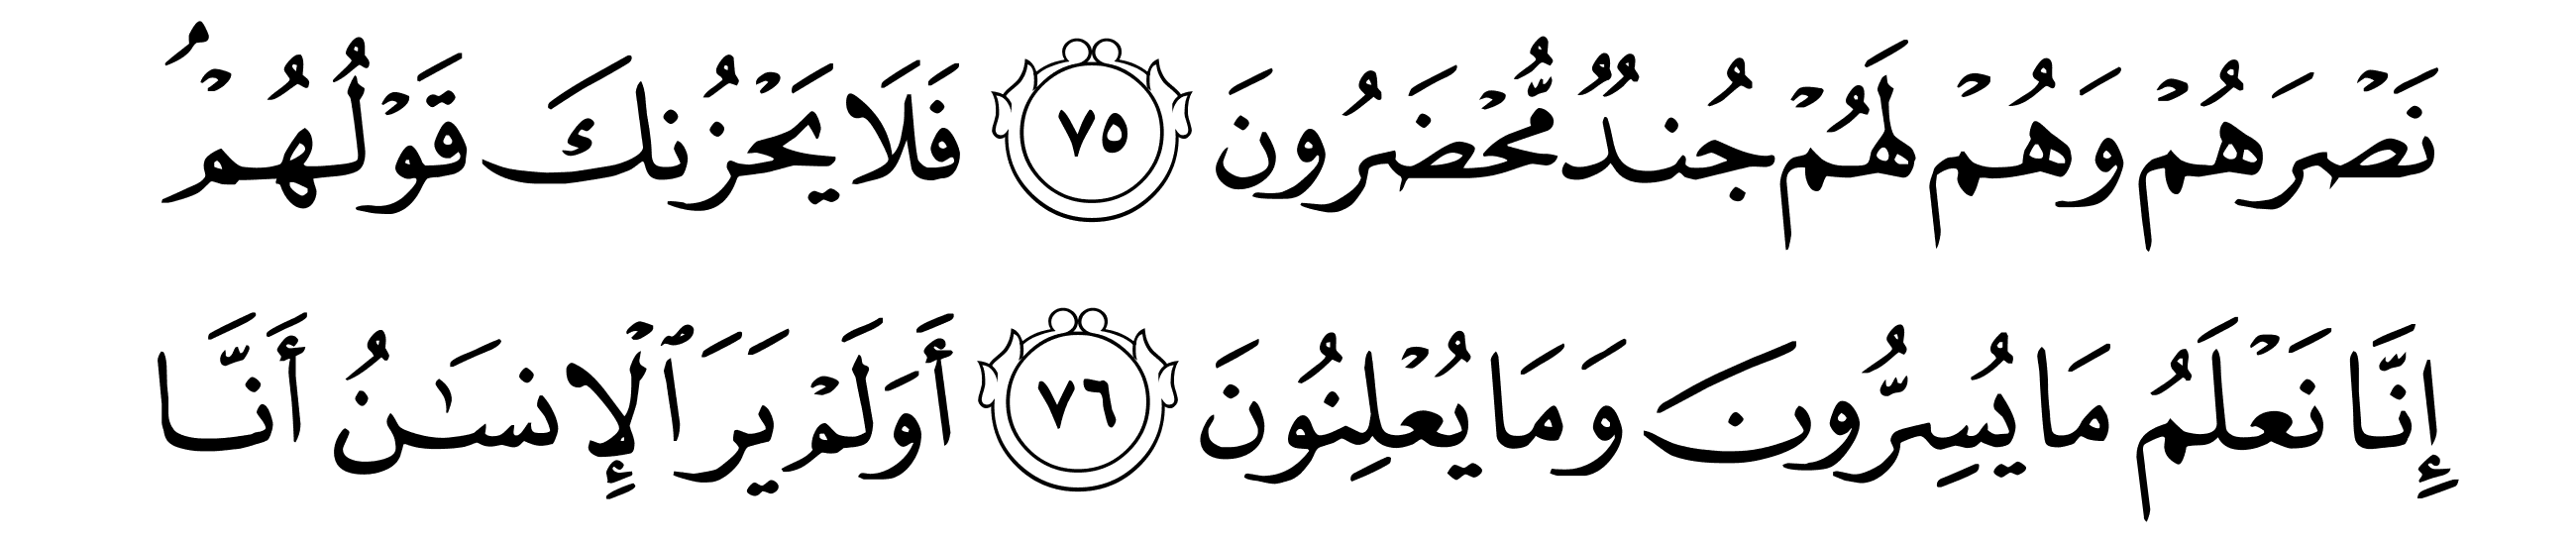 نَصْرَهُمْ وَهُمْ لَهُمْ جُندٌ مُّحْضَرُونَ ٧٥ فَلَا يَحْزُنكَ قَوْلُهُمْ ۘ
إِنَّا نَعْلَمُ مَا يُسِرُّونَ وَمَا يُعْلِنُونَ ٧٦ أَوَلَمْ يَرَ ٱلْإِنسَـٰنُ أَنَّا